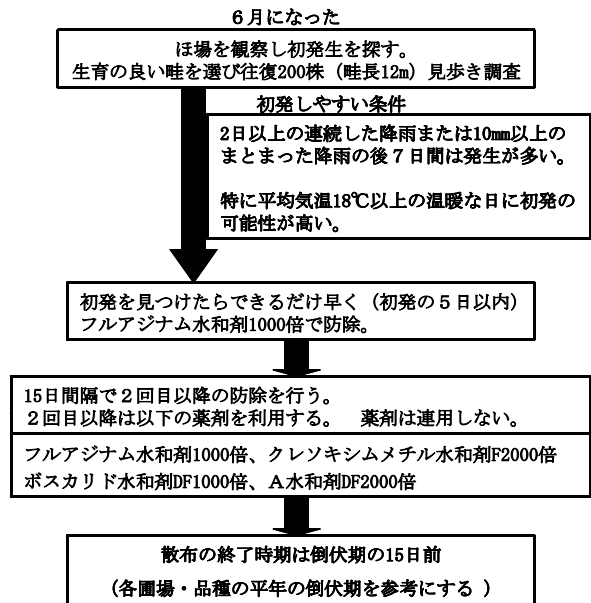 ６月になった
ほ場を観察し初発生を探す。
生育の良い畦を選び往復200株（畦長12m）見歩き調査
初発しやすい条件
2日以上の連続した降雨または10mm以上の
まとまった降雨の後７日間は発生が多い。
特に平均気温18℃以上の温暖な日に初発の
可能性が高い。
初発を見つけたらできるだけ早く（初発の５日以内）
フルアジナム水和剤1000倍で防除。
15日間隔で２回目以降の防除を行う。
２回目以降は以下の薬剤を利用する。　薬剤は連用しない。
フルアジナム水和剤1000倍、クレソキシムメチル水和剤F2000倍
ボスカリド水和剤DF1000倍、Ａ水和剤DF2000倍
散布の終了時期は倒伏期の15日前
（各圃場・品種の平年の倒伏期を参考にする ）